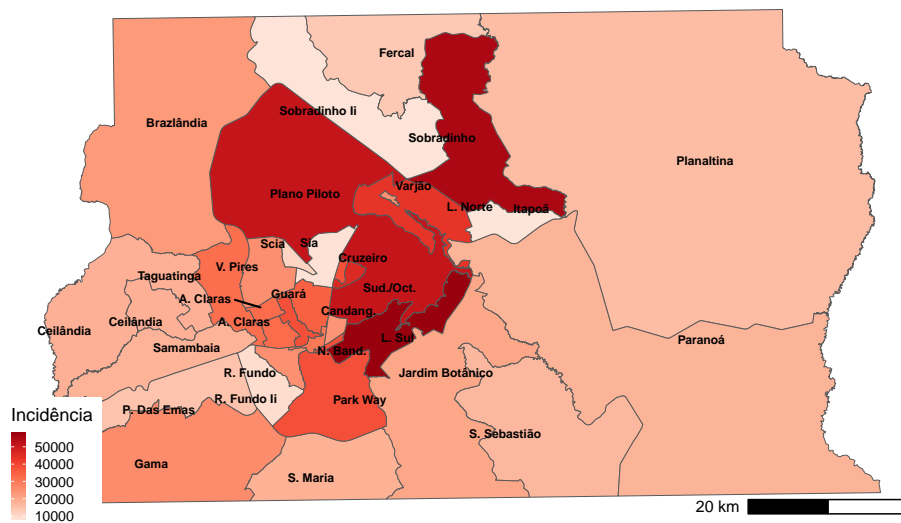 Fercal
Sobradinho Ii
Brazlândia
Sobradinho
Planaltina
Varjão
Plano Piloto
L. Norte
Itapoã
Scia
Sia
Cruzeiro
V. Pires
Taguatinga
Guará
Sud./Oct.
A. Claras
Candang.
Ceilândia
Ceilândia
A. Claras
L. Sul
Paranoá
Samambaia
N. Band.
R. Fundo
Jardim Botânico
R. Fundo Ii
Park Way
P. Das Emas
S. Sebastião
Gama
S. Maria
Incidência
50000
40000
30000
20000
10000
20 km